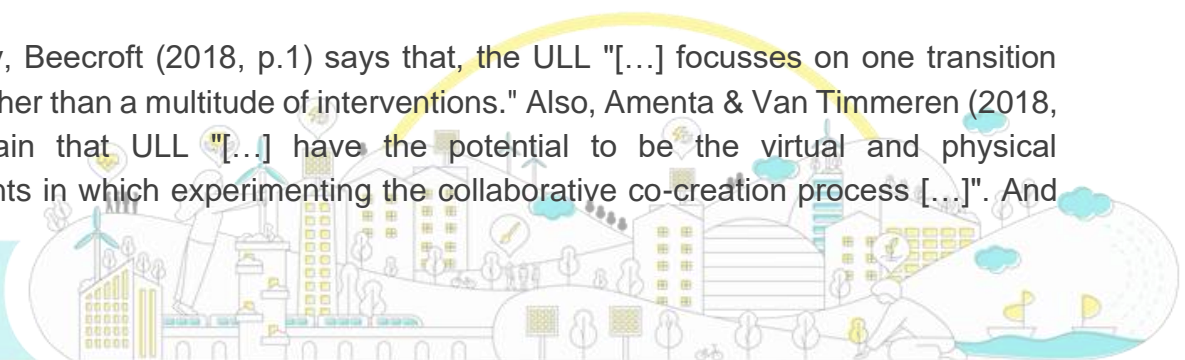 , Beecroft (2018, p.1) says that, the ULL "[…] focusses on one transition
her than a multitude of interventions." Also, Amenta & Van Timmeren (2018,
ain that ULL "[…] have the potential to be the virtual and physical
nts in which experimenting the collaborative co-creation process […]". And